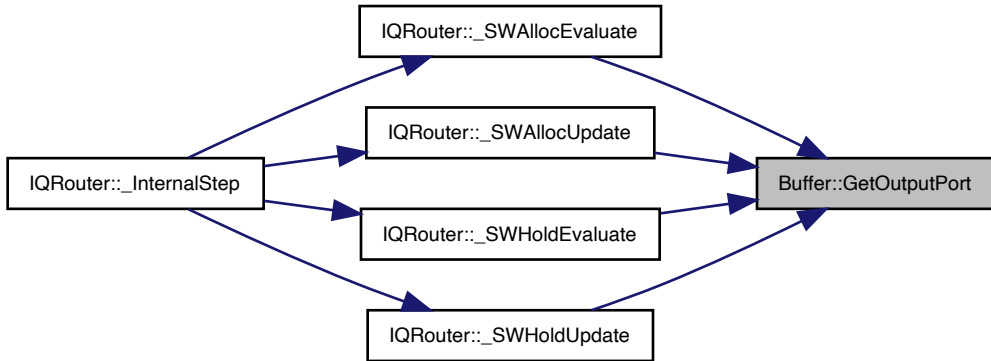 IQRouter::_SWAllocEvaluate
IQRouter::_SWAllocUpdate
IQRouter::_InternalStep
Buffer::GetOutputPort
IQRouter::_SWHoldEvaluate
IQRouter::_SWHoldUpdate